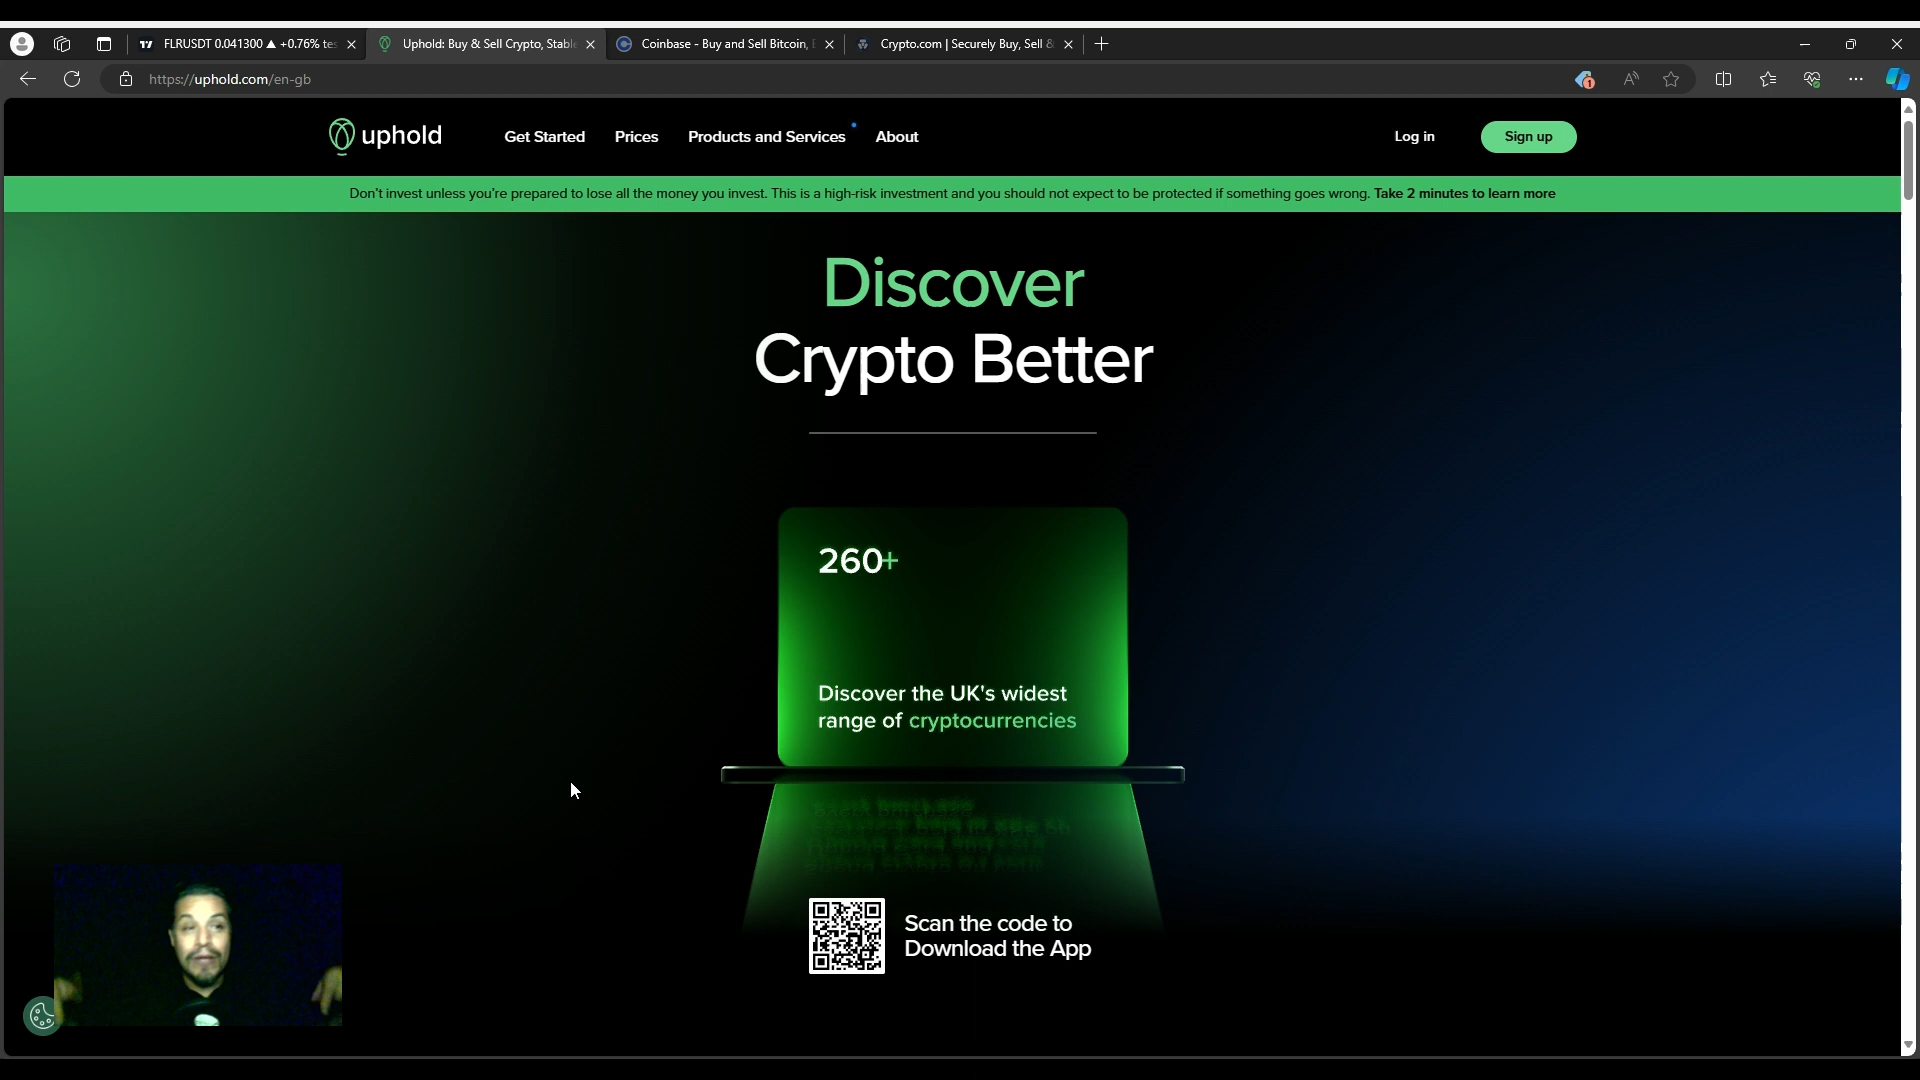 FLRUSDT 0.041300 ▲ +0.76% te
Uphold: Buy & Sell Crypto, Stabl
Coinbase - Buy and Sell Bitcoin,
Crypto.com | Securely Buy, Sell &
https://uphold.com/en-gb
1
uphold
Get Started
Prices
Products and Services
About
Log in
Sign up
Don't invest unless you're prepared to lose all the money you invest. This is a high-risk investment and you should not expect to be protected if something goes wrong. Take 2 minutes to learn more
Discover
Crypto Better
260+
Discover the UK's widest
range of cryptocurrencies
Scan the code to
Download the App